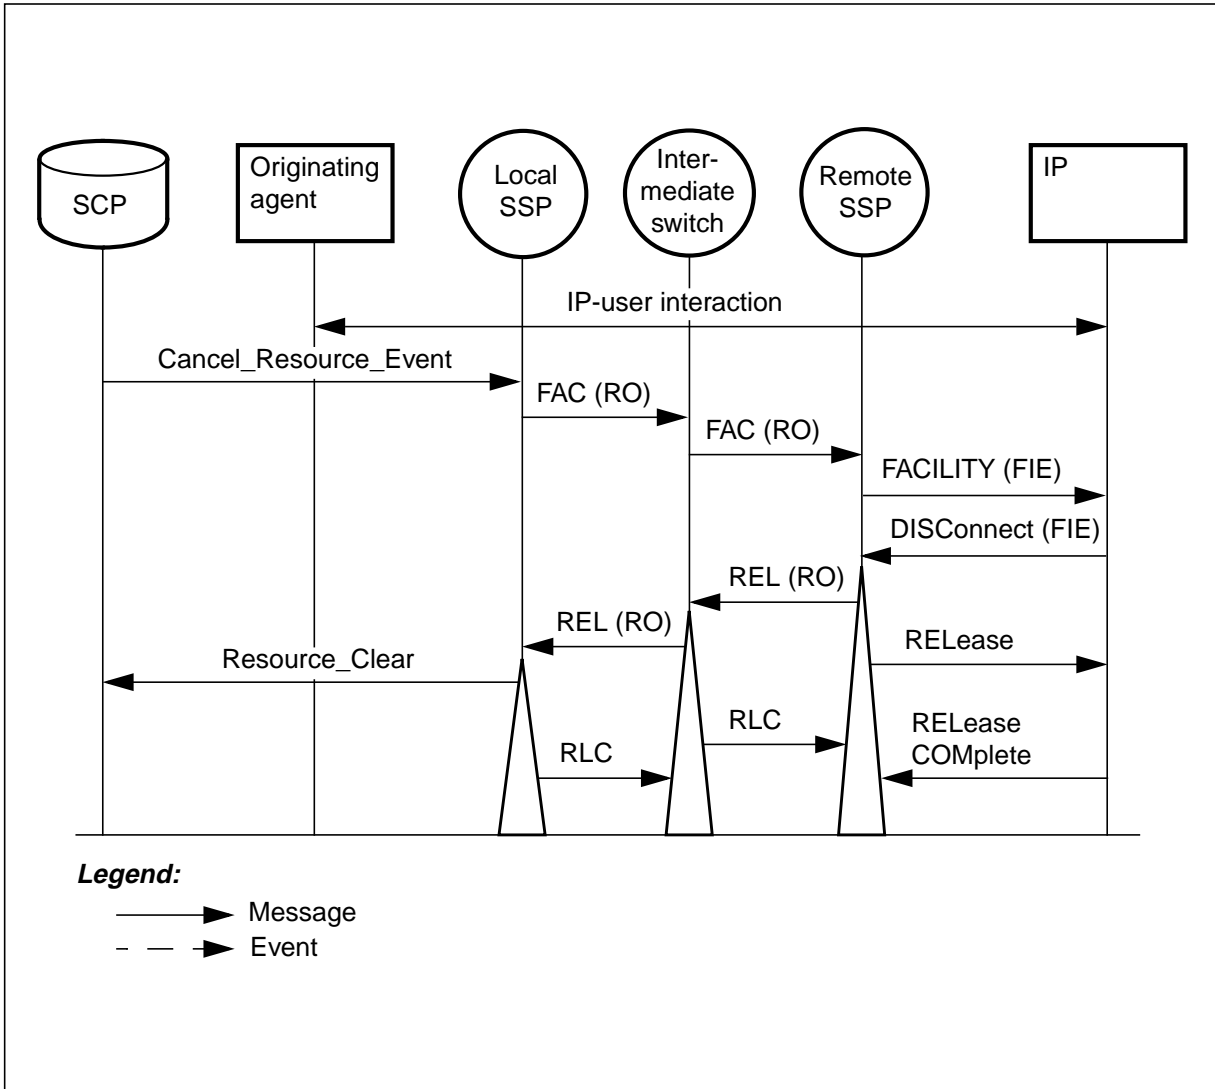 SCP
Originating
agent
Local
SSP
Inter-
mediate
switch
Remote
SSP
IP
IP-user interaction
Cancel_Resource_Event
FAC (RO)
FAC (RO)
FACILITY (FIE)
DISConnect (FIE)
REL (RO)
REL (RO)
RELease
Resource_Clear
RLC
RELease
COMplete
RLC
Legend:
Message
Event